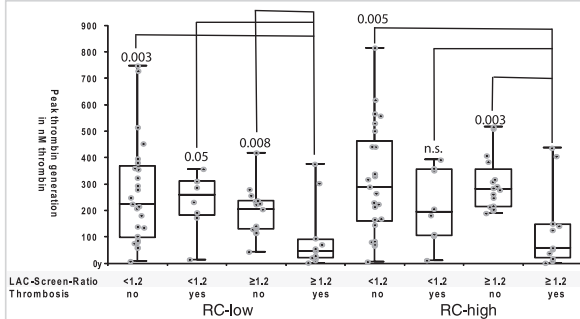 Peak thrombin generation
in nM thrombin
900
800
700
600
500
400
300
200
100
0y
0.003
0.05
0.008
0.005
n.s.
0.003
LAC-Screen-Ratio <1.2 <1.2 ≥1.2 ≥1.2 <1.2 <1.2 ≥1.2 ≥1.2
Thrombosis no yes no yes no yes no yes
RC-low RC-high